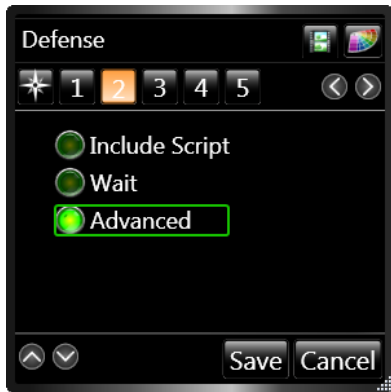 Defense
1 2 3 4 5
Include Script
Wait
Advanced
Save Cancel